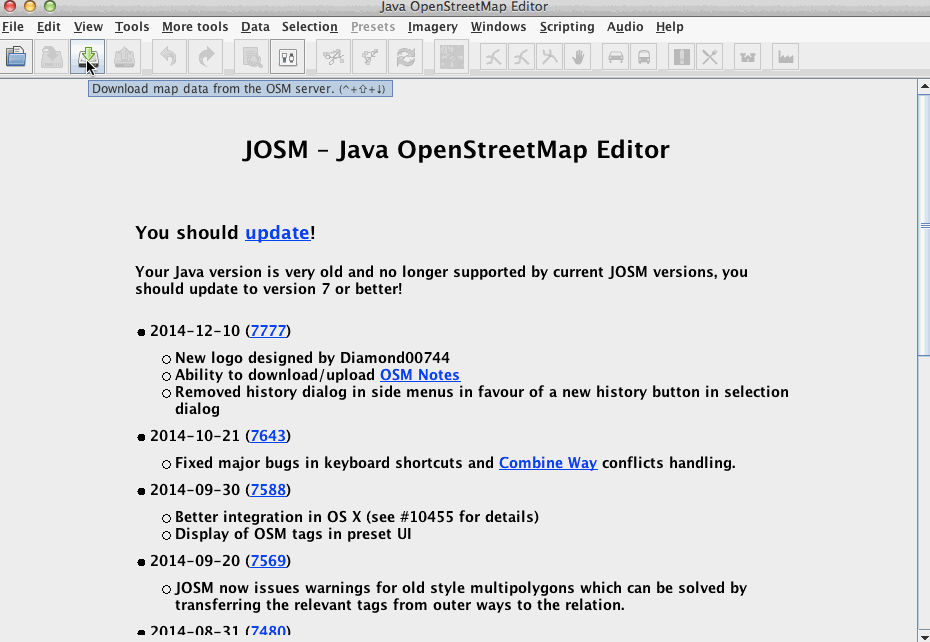 Java OpenStreetMap Editor
File Edit View Tools More tools Data Selection Presets Imagery Windows Scripting Audio Help
Download map data from the OSM server. (^+⇧+↓)
JOSM – Java OpenStreetMap Editor
You should update!
Your Java version is very old and no longer supported by current JOSM versions, you
should update to version 7 or better!
2014-12-10 (7777)
New logo designed by Diamond00744
Ability to download/upload OSM Notes
Removed history dialog in side menus in favour of a new history button in selection
dialog
2014-10-21 (7643)
Fixed major bugs in keyboard shortcuts and Combine Way conflicts handling.
2014-09-30 (7588)
Better integration in OS X (see #10455 for details)
Display of OSM tags in preset UI
2014-09-20 (7569)
JOSM now issues warnings for old style multipolygons which can be solved by
transferring the relevant tags from outer ways to the relation.
2014-08-31 (7480)